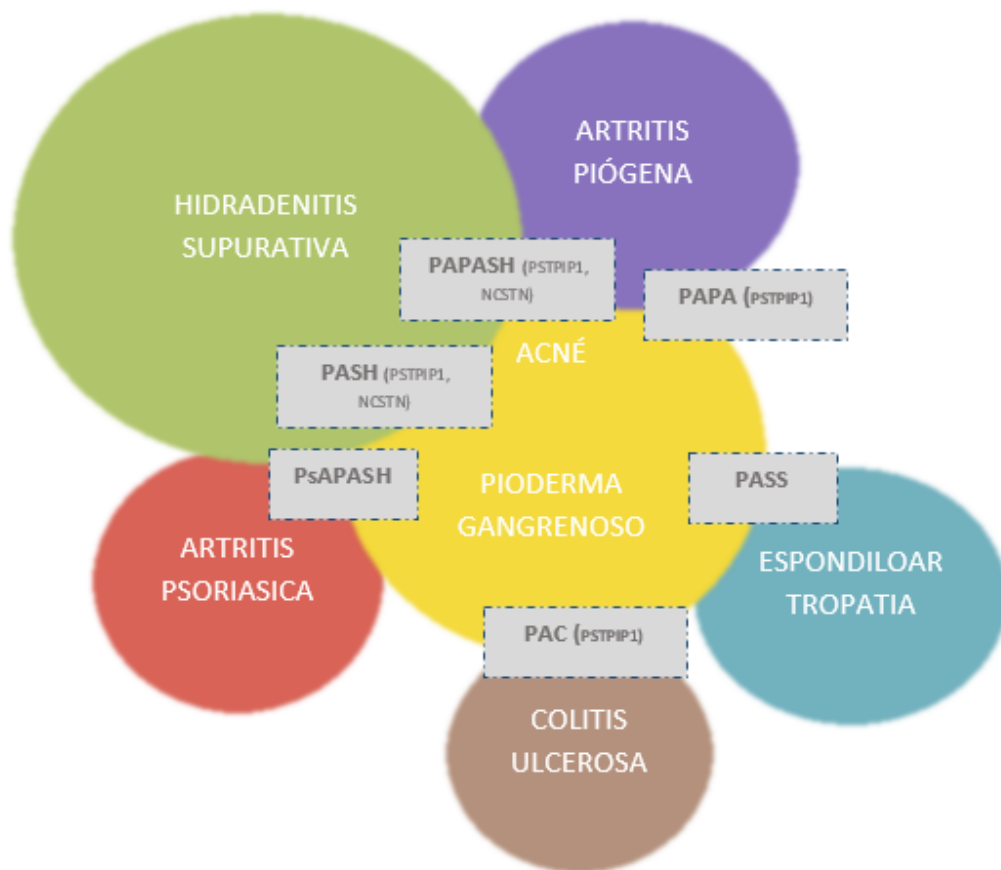 ARTRITIS
PIÓGENA
HIDRADENITIS
SUPURATIVA
PAPASH (PSTPIP1,
NCSTN)
PAPA (PSTPIP1)
ACNÉ
PASH (PSTPIP1,
NCSTN)
PsAPASH
PIODERMA
GANGRENOSO
PASS
ARTRITIS
PSORIASICA
ESPONDILOAR
TROPATIA
PAC (PSTPIP1)
COLITIS
ULCEROSA